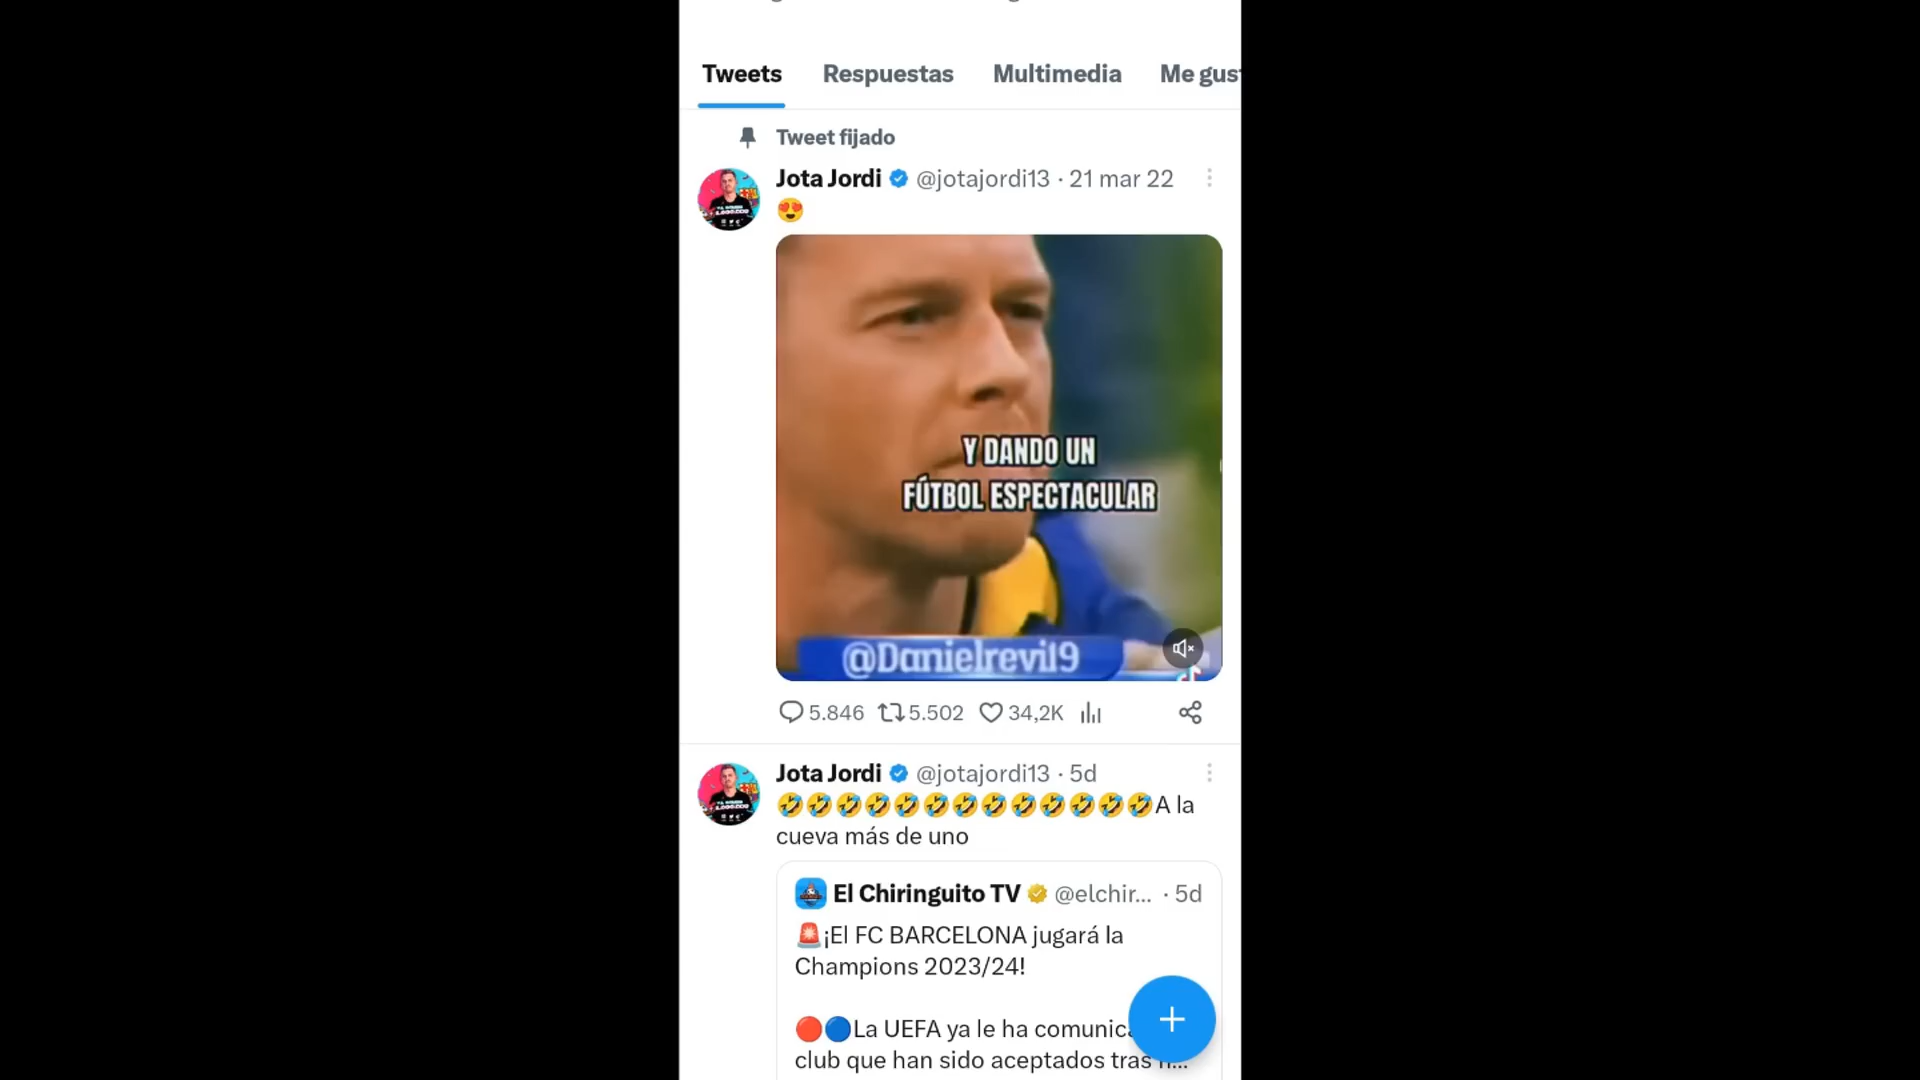 Tweets Respuestas Multimedia Me gus
Tweet fijado
Jota Jordi @jotajordi13 · 21 mar 22
😍
Y DANDO UN
FÚTBOL ESPECTACULAR
@Danielrevil9
5.846 5.502 34,2K
Jota Jordi @jotajordi13 · 5d
🤣🤣🤣🤣🤣🤣🤣🤣🤣🤣🤣🤣🤣A la
cueva más de uno
El Chiringuito TV @elchir... · 5d
🚨¡El FC BARCELONA jugará la
Champions 2023/24!
🔴🔵La UEFA ya le ha comunica
club que han sido aceptados tras